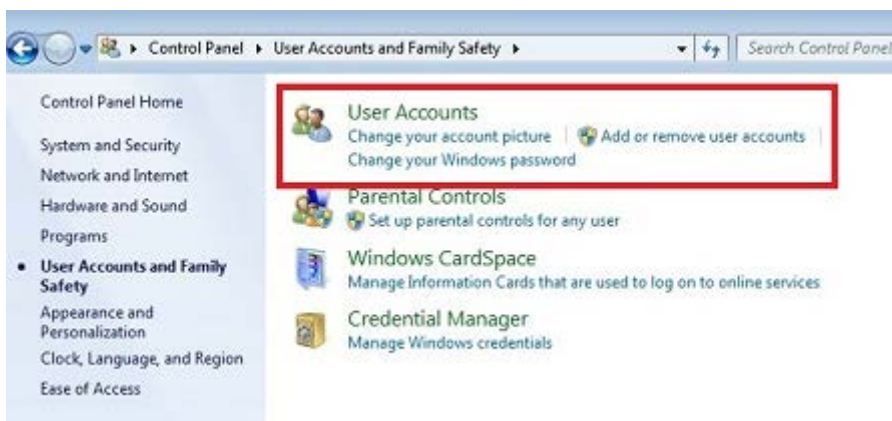 Control Panel User Accounts and Family Safety Search Control Panel
Control Panel Home
System and Security
Network and Internet
Hardware and Sound
Programs
User Accounts and Family
Safety
Appearance and
Personalization
Clock, Language, and Region
Ease of Access
User Accounts
Change your account picture Add or remove user accounts
Change your Windows password
Parental Controls
Set up parental controls for any user
Windows CardSpace
Manage Information Cards that are used to log on to online services
Credential Manager
Manage Windows credentials